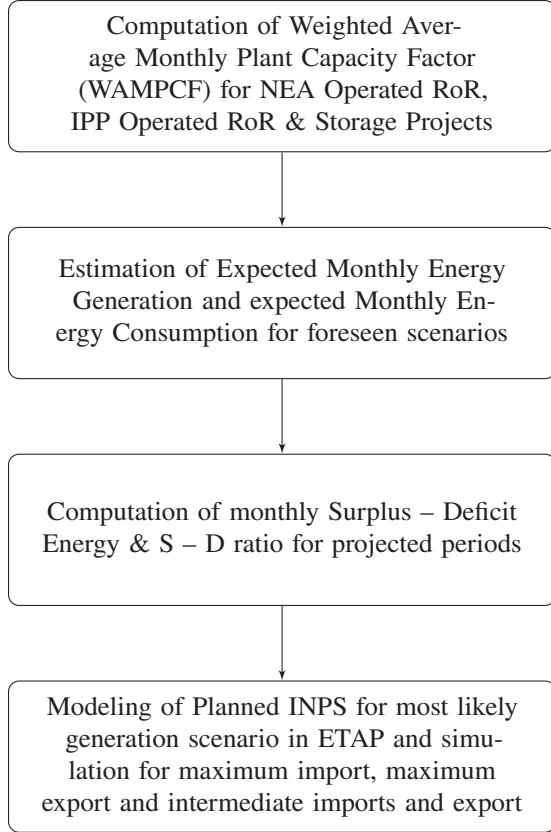 Computation of Weighted Aver-
age Monthly Plant Capacity Factor
(WAMPCF) for NEA Operated RoR,
IPP Operated RoR & Storage Projects
Estimation of Expected Monthly Energy
Generation and expected Monthly En-
ergy Consumption for foreseen scenarios
Computation of monthly Surplus – Deficit
Energy & S – D ratio for projected periods
Modeling of Planned INPS for most likely
generation scenario in ETAP and simu-
lation for maximum import, maximum
export and intermediate imports and export